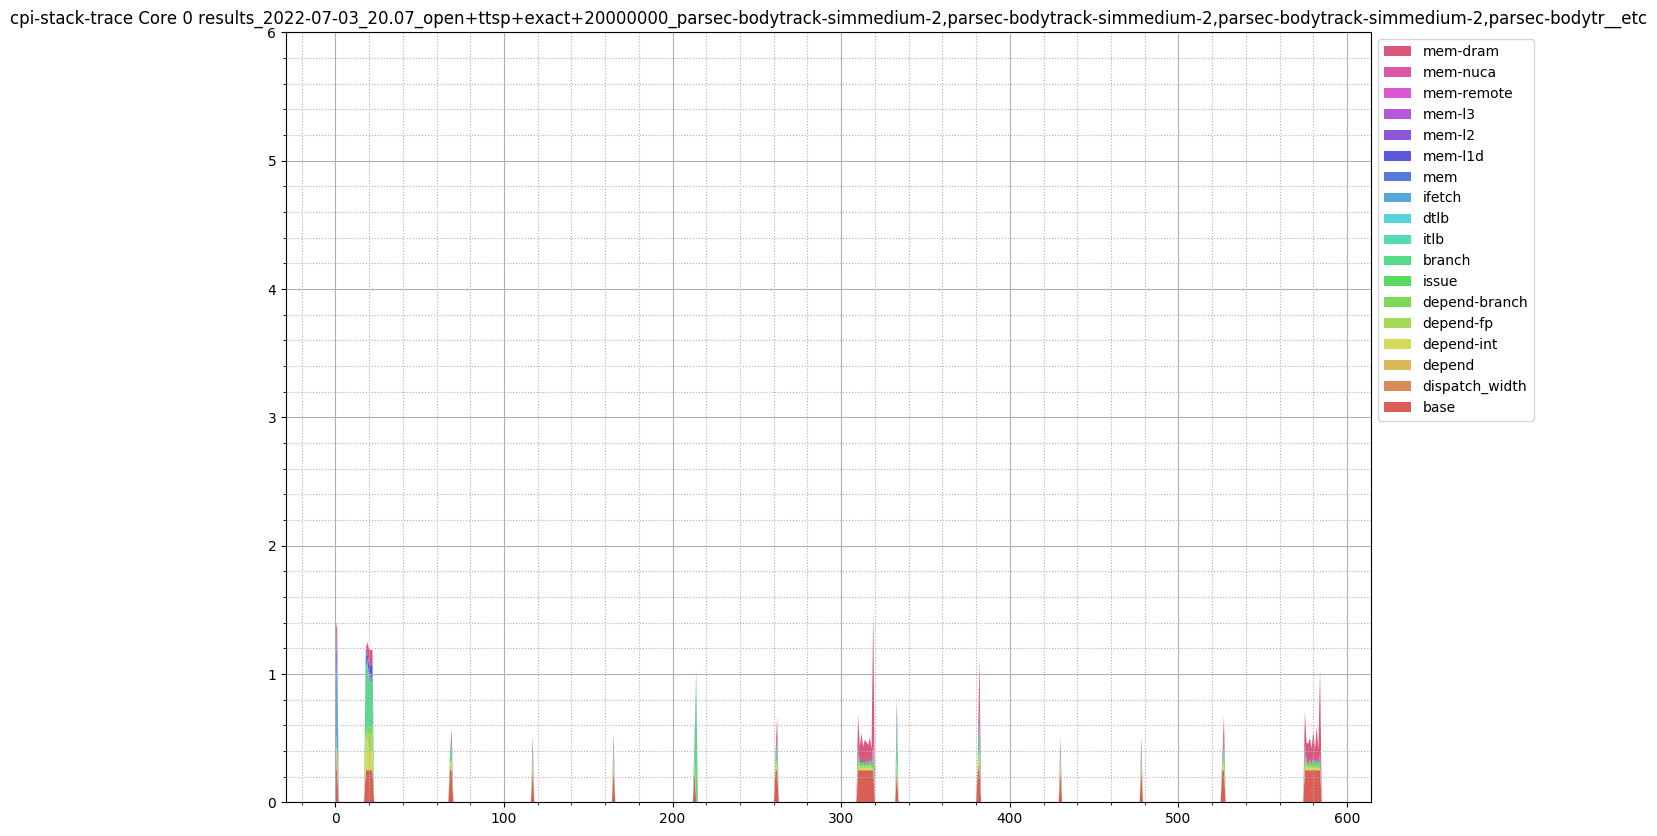 cpi-stack-trace Core 0 results_2022-07-03_20.07_open+ttsp+exact+20000000_parsec-bodytrack-simmedium-2,parsec-bodytrack-simmedium-2,parsec-bodytrack-simmedium-2,parsec-bodytr__etc
6
5
4
3
2
1
0
0 100 200 300 400 500 600
mem-dram
mem-nuca
mem-remote
mem-l3
mem-l2
mem-l1d
mem
ifetch
dtlb
itlb
branch
issue
depend-branch
depend-fp
depend-int
depend
dispatch_width
base